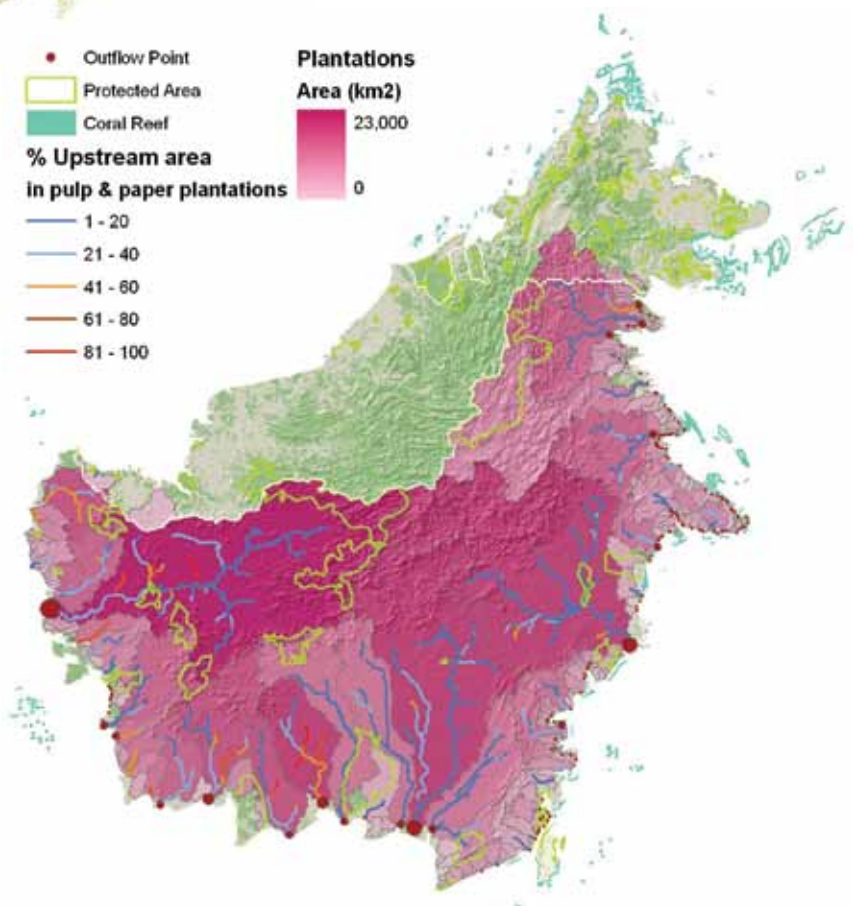 Outflow Point
Protected Area
Coral Reef
% Upstream area
in pulp & paper plantations
1 - 20
21 - 40
41 - 60
61 - 80
81 - 100
Plantations
Area (km2)
23,000
0